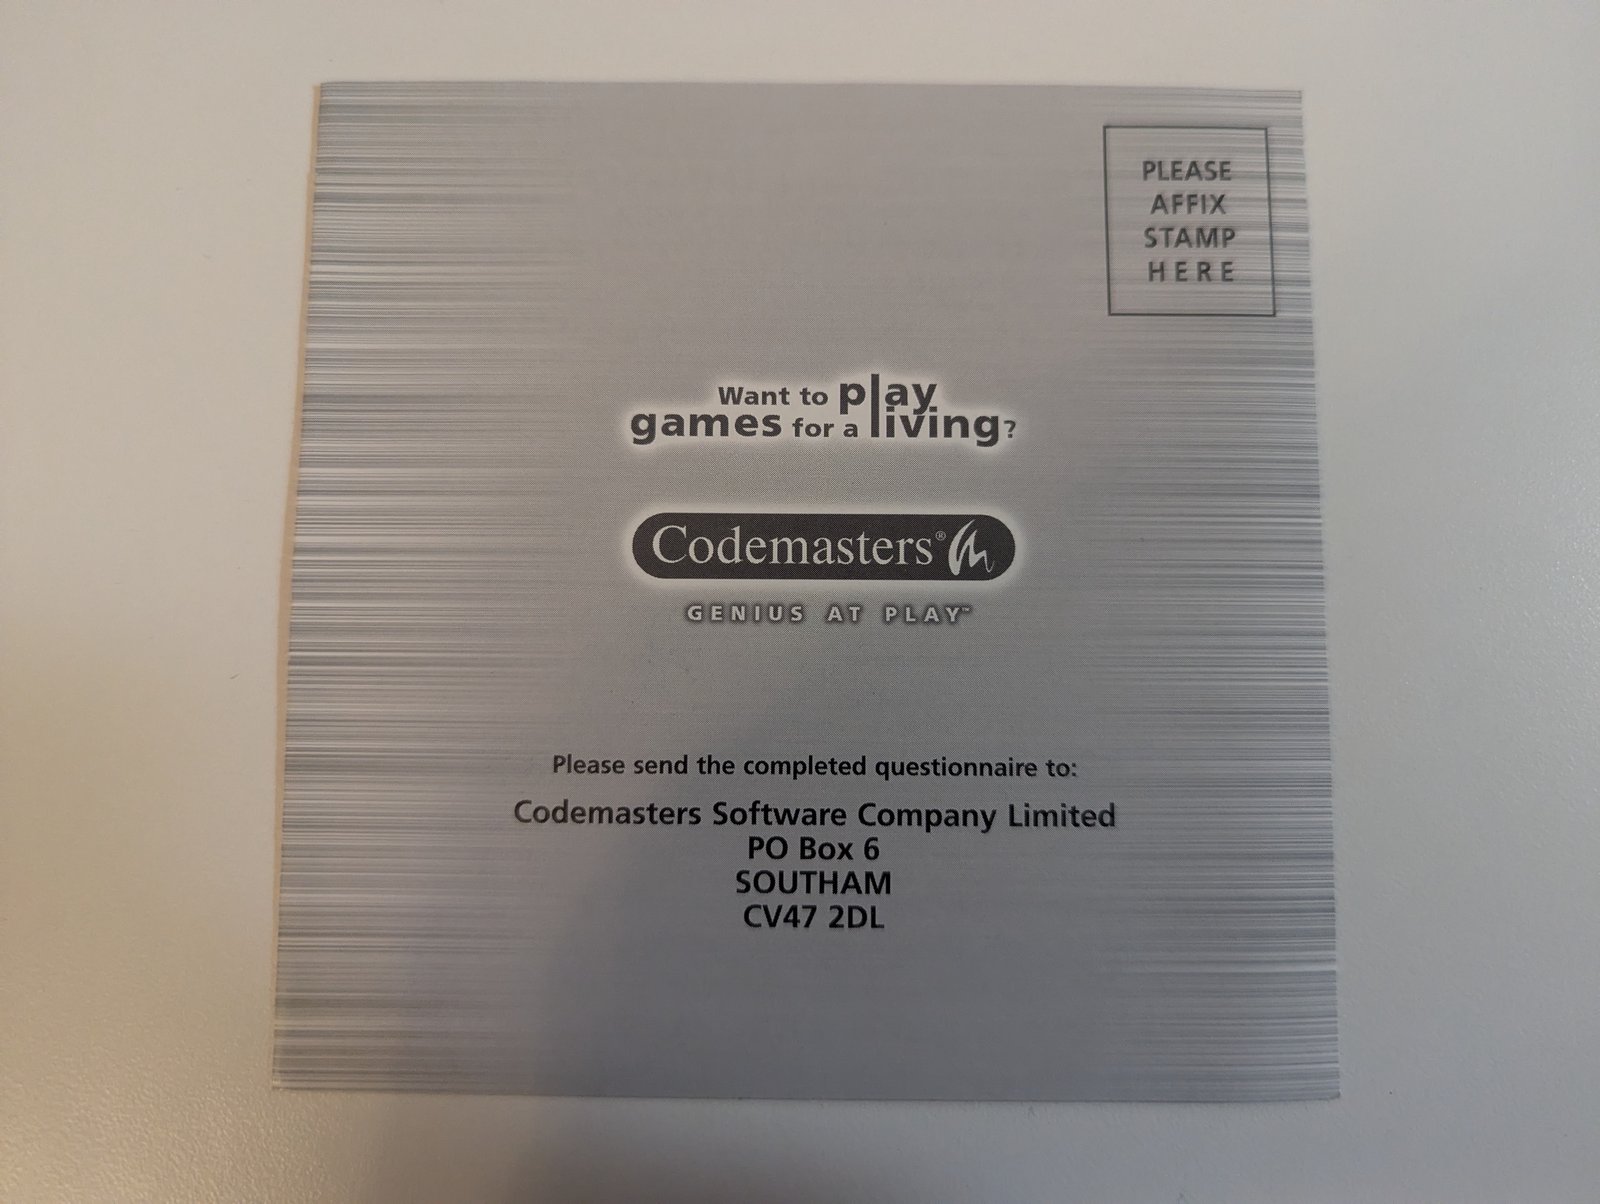 PLEASE
AFFIX
STAMP
HERE
Want to play
games for a living?
Codemasters®
GENIUS AT PLAY™
Please send the completed questionnaire to:
Codemasters Software Company Limited
PO Box 6
SOUTHAM
CV47 2DL